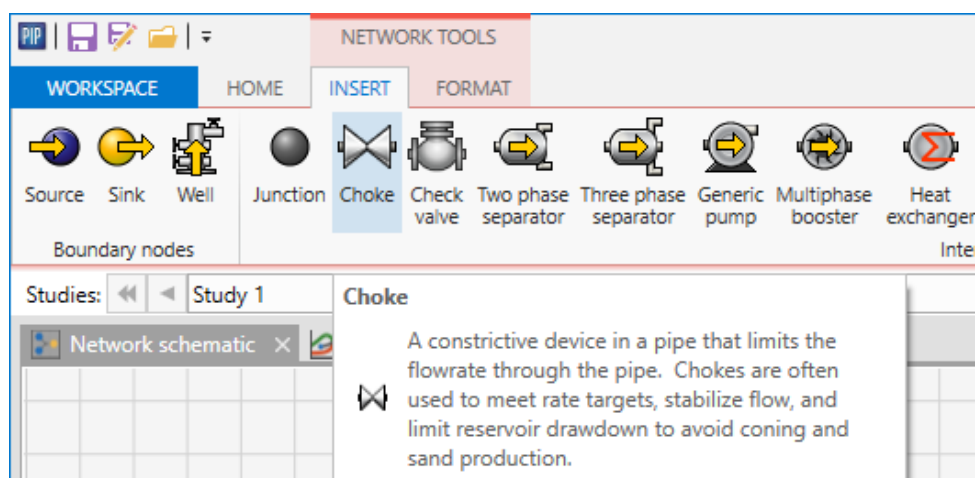 PIP
NETWORK TOOLS
WORKSPACE HOME INSERT FORMAT
Source Sink Well Junction Choke Check valve Two phase separator Three phase separator Generic pump Multiphase booster Heat exchanger
Boundary nodes Inte
Studies: Study 1
Network schematic
Choke
A constrictive device in a pipe that limits the
flowrate through the pipe. Chokes are often
used to meet rate targets, stabilize flow, and
limit reservoir drawdown to avoid coning and
sand production.